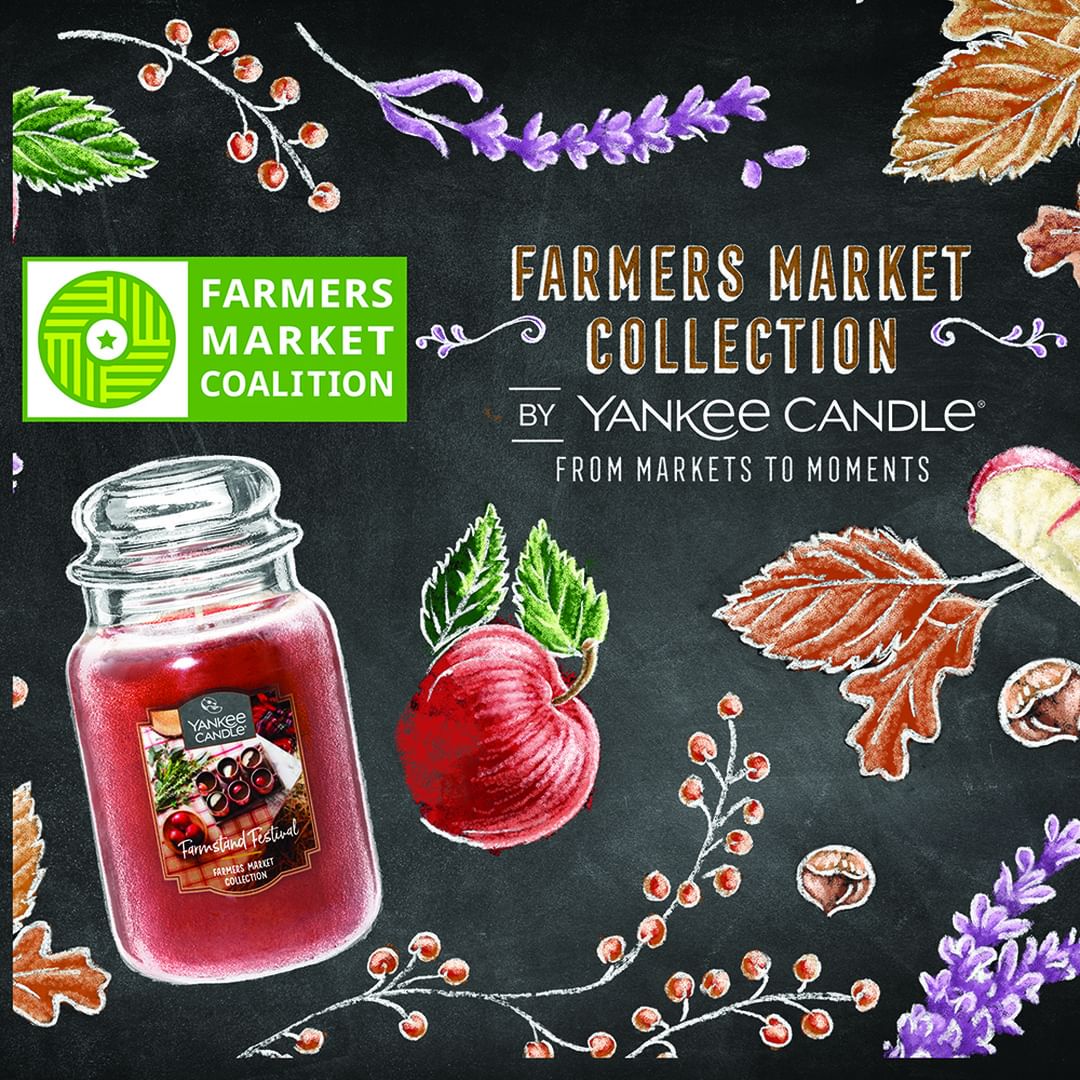 FARMERS
MARKET
COALITION
FARMERS MARKET
COLLECTION
BY YANKEE CANDLE®
FROM MARKETS TO MOMENTS
YANKEE
CANDLE®
Farmstand Festival
FARMERS MARKET
COLLECTION